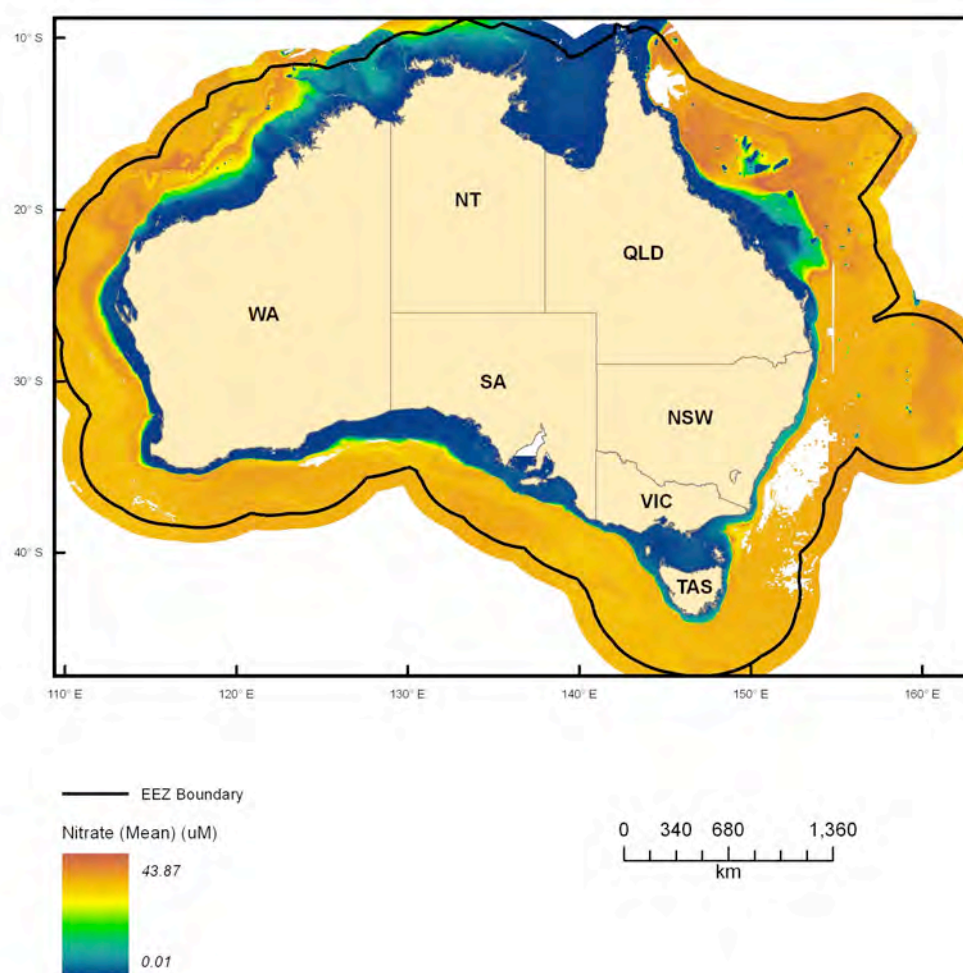 10° S
20° S
30° S
40° S
NT
QLD
WA
SA
NSW
VIC
TAS
110° E
120° E
130° E
140° E
150° E
160° E
EEZ Boundary
Nitrate (Mean) (uM)
43.87
0.01
0 340 680 1,360
km